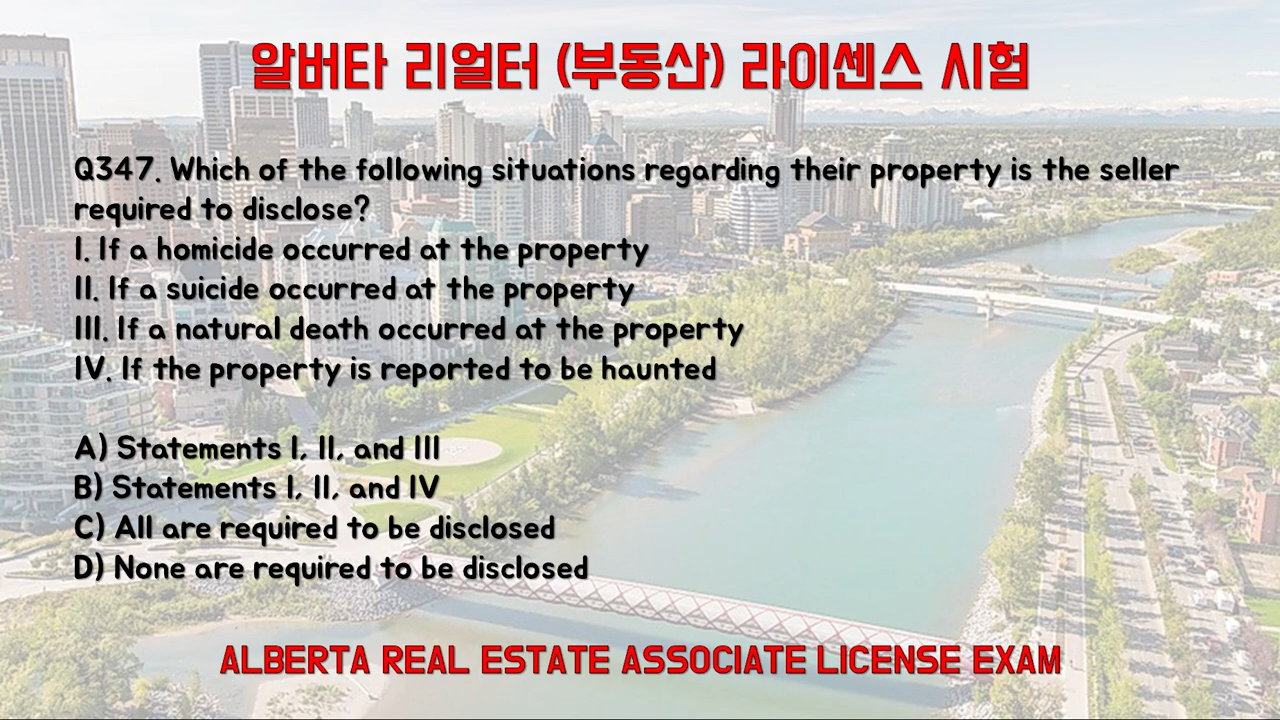 알버타 리얼터 (부동산) 라이센스 시험
Q347. Which of the following situations regarding their property is the seller
required to disclose?
I. If a homicide occurred at the property
II. If a suicide occurred at the property
III. If a natural death occurred at the property
IV. If the property is reported to be haunted
A) Statements I, II, and III
B) Statements I, II, and IV
C) All are required to be disclosed
D) None are required to be disclosed
ALBERTA REAL ESTATE ASSOCIATE LICENSE EXAM